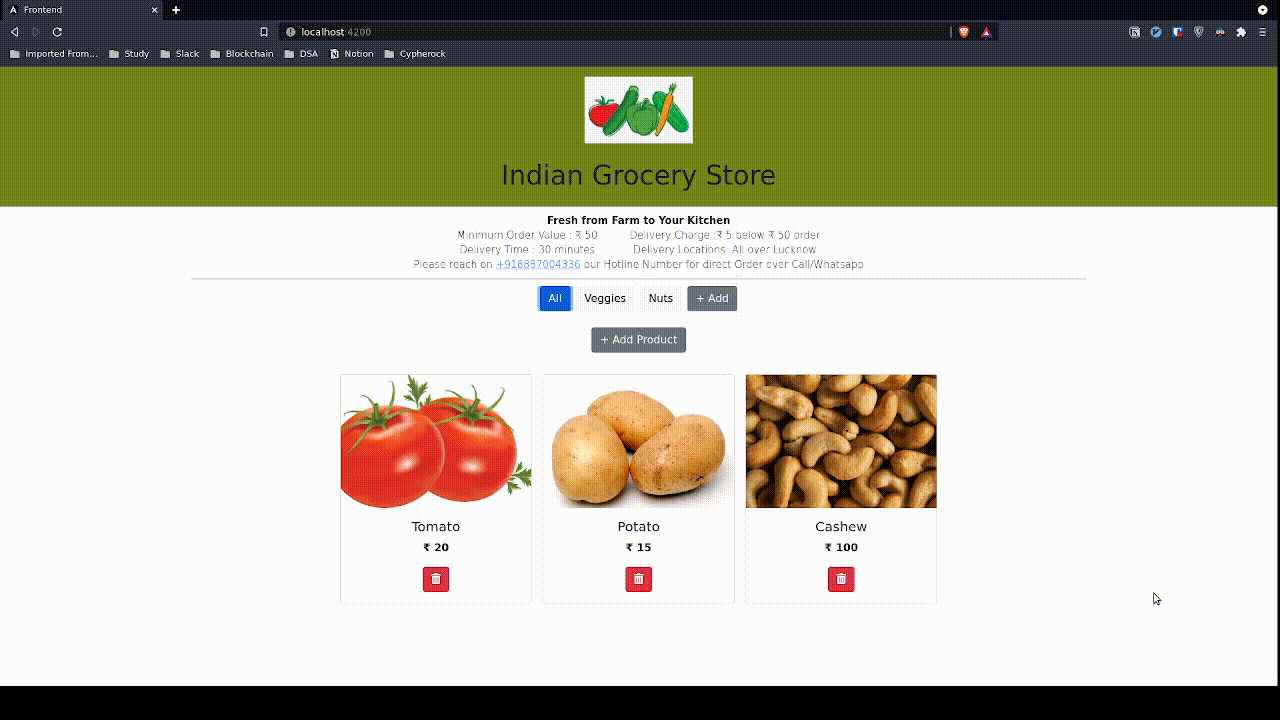 Frontend
localhost:4200
Imported From... Study Slack Blockchain DSA Notion Cypherock
Indian Grocery Store
Fresh from Farm to Your Kitchen
Minimum Order Value : ₹ 50 Delivery Charge :₹ 5 below ₹ 50 order
Delivery Time : 30 minutes Delivery Locations: All over Lucknow
Please reach on +918887004336 our Hotline Number for direct Order over Call/Whatsapp
All Veggies Nuts + Add
+ Add Product
Tomato Potato Cashew
₹ 20 ₹ 15 ₹ 100